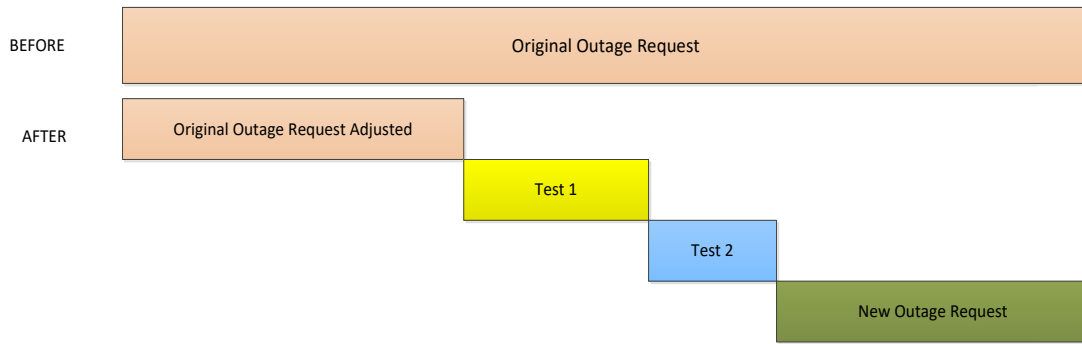 BEFORE
Original Outage Request
AFTER
Original Outage Request Adjusted
Test 1
Test 2
New Outage Request